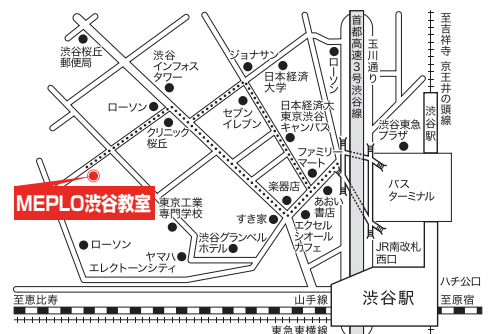 渋谷桜丘
郵便局
渋谷
インフォス
タワー
ジョナサン
日本経済
大学
ローソン
首都高速3号渋谷線
玉川通り
至吉祥寺 京王井の頭線
ローソン
クリニック
桜丘
セブン
イレブン
日本経済大
東京渋谷
キャンパス
渋谷東急
プラザ
渋谷駅
ファミリー
マート
バス
ターミナル
MEPLO渋谷教室
東京工業
専門学校
楽器店
あおい
書店
すき家
エクセル
シオール
カフェ
ローソン
ヤマハ
エレクトーンシティ
渋谷グランベル
ホテル
JR南改札
西口
ハチ公口
至恵比寿
山手線
渋谷駅
至原宿
東急東横線